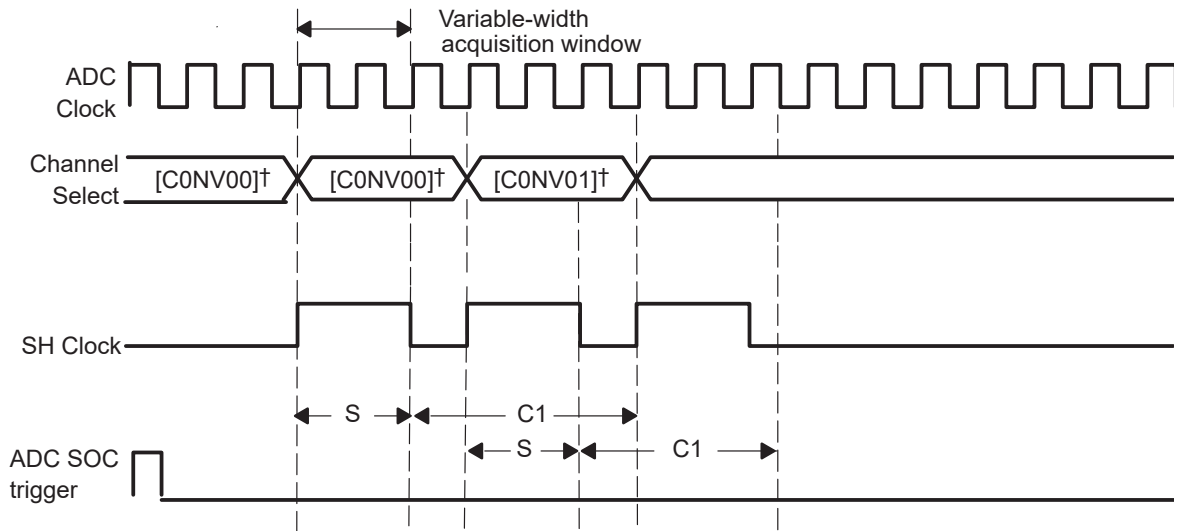 Variable-width
acquisition window
ADC
Clock
Channel
Select
[C0NV00]†
[C0NV00]†
[C0NV01]†
SH Clock
S
C1
S
C1
ADC SOC
trigger